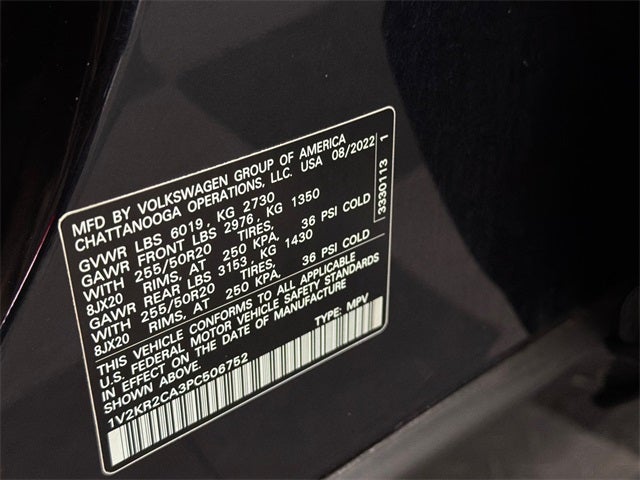 MFD BY VOLKSWAGEN GROUP OF AMERICA
CHATTANOOGA OPERATIONS, LLC. USA 08/2022
GVWR LBS 6019, KG 2730
GAWR FRONT LBS 2976, KG 1350
WITH 255/50R20 TIRES,
8JX20 RIMS, AT 250 KPA, 36 PSI COLD
GAWR REAR LBS 3153, KG 1430
WITH 255/50R20 TIRES,
8JX20 RIMS, AT 250 KPA, 36 PSI COLD
THIS VEHICLE CONFORMS TO ALL APPLICABLE
U.S. FEDERAL MOTOR VEHICLE SAFETY STANDARDS
IN EFFECT ON THE DATE OF MANUFACTURE
SHOWN ABOVE. TYPE: MPV
1V2KR2CA3PC506752
3330113 1